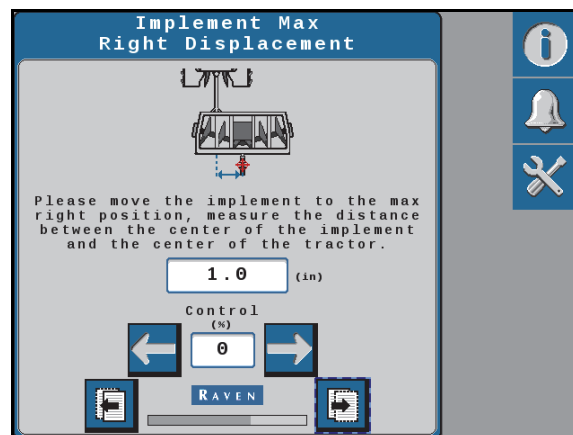 Implement Max
Right Displacement
Please move the implement to the max
right position, measure the distance
between the center of the implement
and the center of the tractor.
1.0 (in)
Control
(%)
0
RAVEN